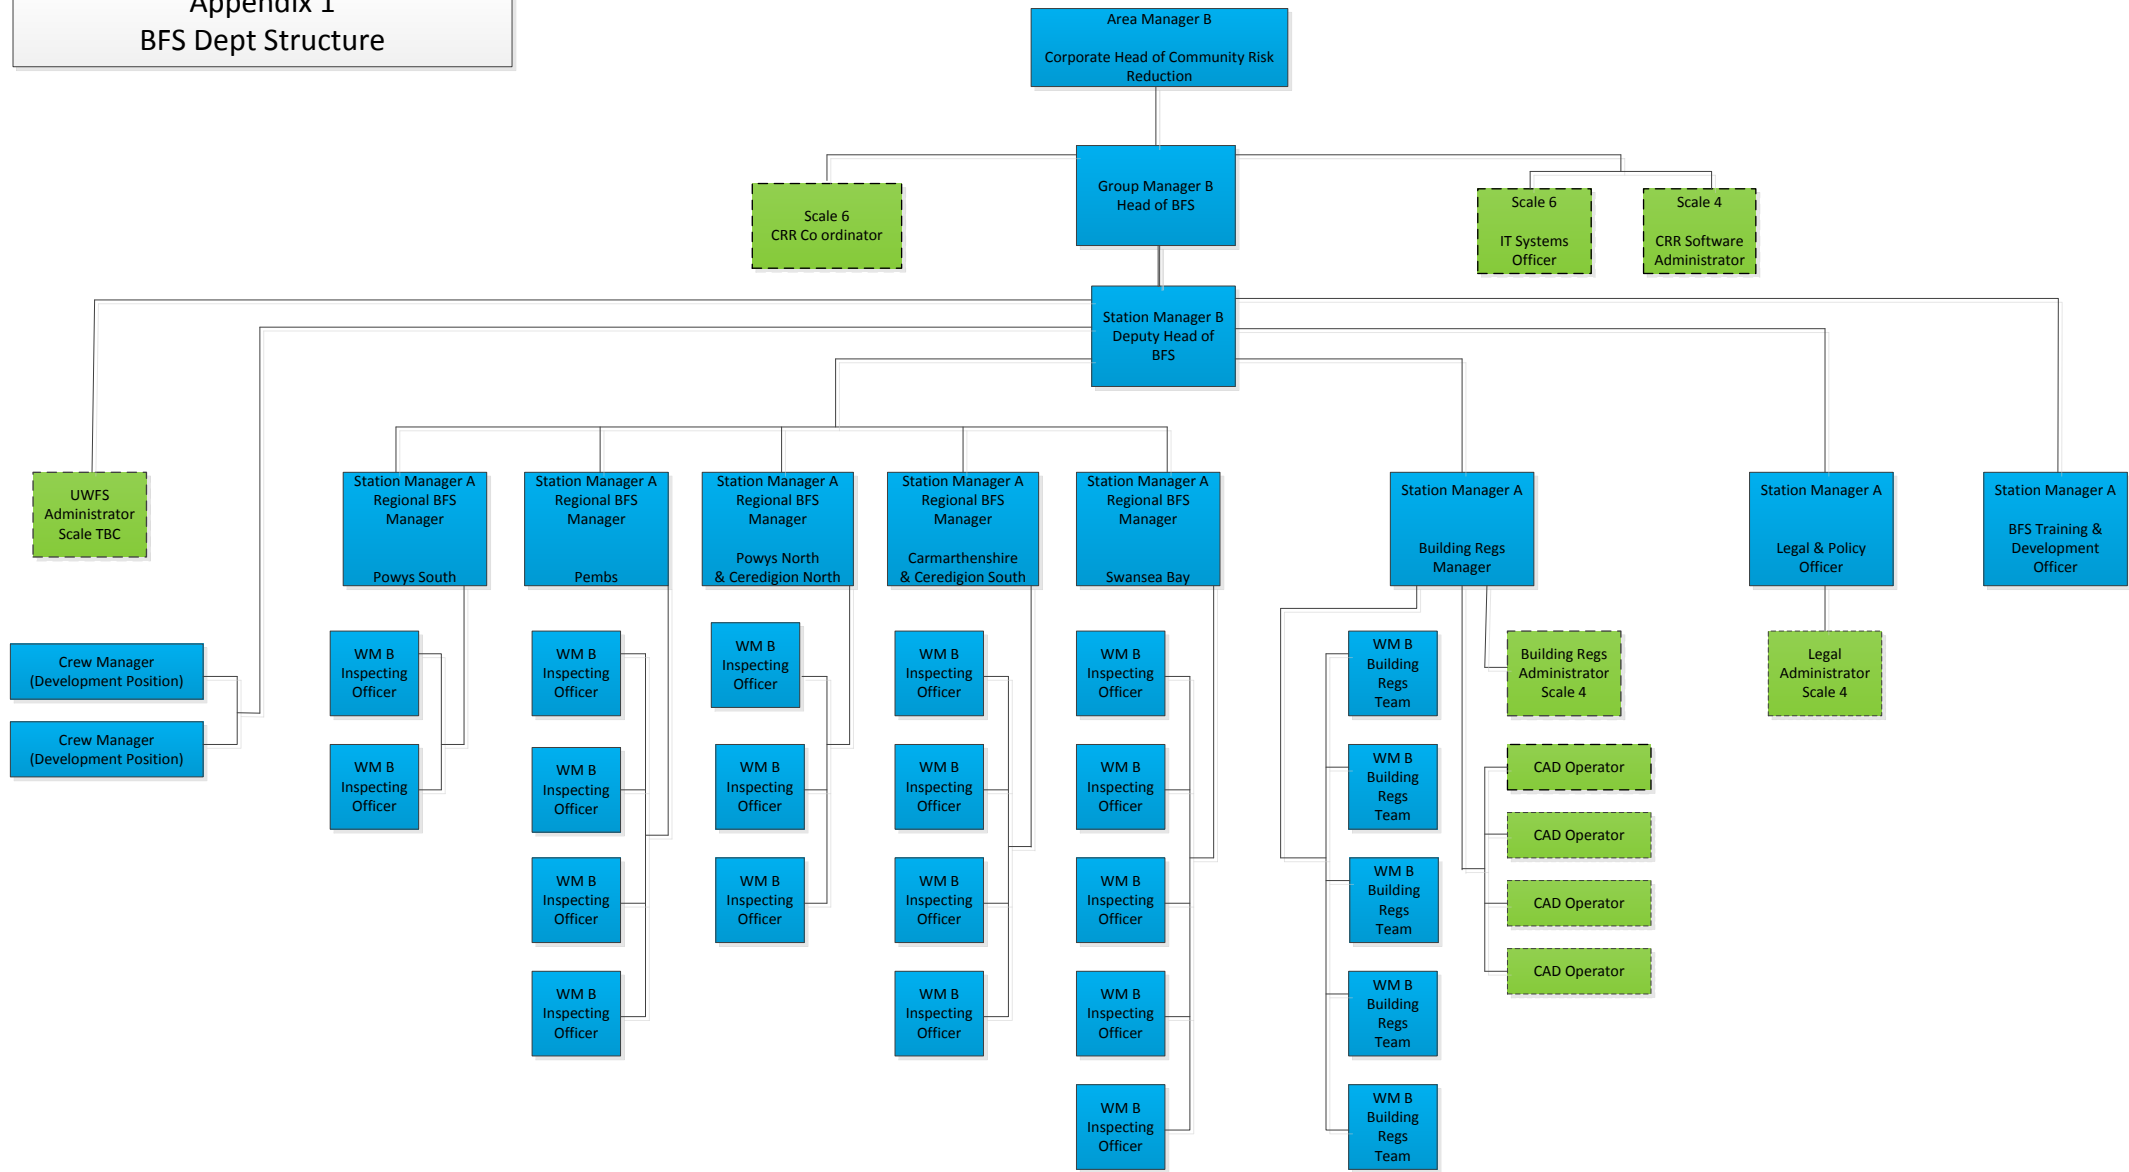 Appendix 1
BFS Dept Structure
Area Manager B
Corporate Head of Community Risk
Reduction
Group Manager B
Head of BFS
Scale 6
CRR Co ordinator
Scale 6
IT Systems
Officer
Scale 4
CRR Software
Administrator
Station Manager B
Deputy Head of
BFS
UWFS
Administrator
Scale TBC
Station Manager A
Regional BFS
Manager
Powys South
Station Manager A
Regional BFS
Manager
Pembs
Station Manager A
Regional BFS
Manager
Powys North
& Ceredigion North
Station Manager A
Regional BFS
Manager
Carmarthenshire
& Ceredigion South
Station Manager A
Regional BFS
Manager
Swansea Bay
Station Manager A
Building Regs
Manager
Station Manager A
Legal & Policy
Officer
Station Manager A
BFS Training &
Development
Officer
Crew Manager
(Development Position)
Crew Manager
(Development Position)
WM B
Inspecting
Officer
WM B
Inspecting
Officer
WM B
Inspecting
Officer
WM B
Inspecting
Officer
WM B
Inspecting
Officer
WM B
Inspecting
Officer
WM B
Inspecting
Officer
WM B
Inspecting
Officer
WM B
Inspecting
Officer
WM B
Inspecting
Officer
WM B
Inspecting
Officer
WM B
Inspecting
Officer
WM B
Inspecting
Officer
WM B
Inspecting
Officer
WM B
Inspecting
Officer
WM B
Inspecting
Officer
WM B
Inspecting
Officer
WM B
Inspecting
Officer
WM B
Building
Regs
Team
WM B
Building
Regs
Team
WM B
Building
Regs
Team
WM B
Building
Regs
Team
WM B
Building
Regs
Team
Building Regs
Administrator
Scale 4
CAD Operator
CAD Operator
CAD Operator
CAD Operator
Legal
Administrator
Scale 4